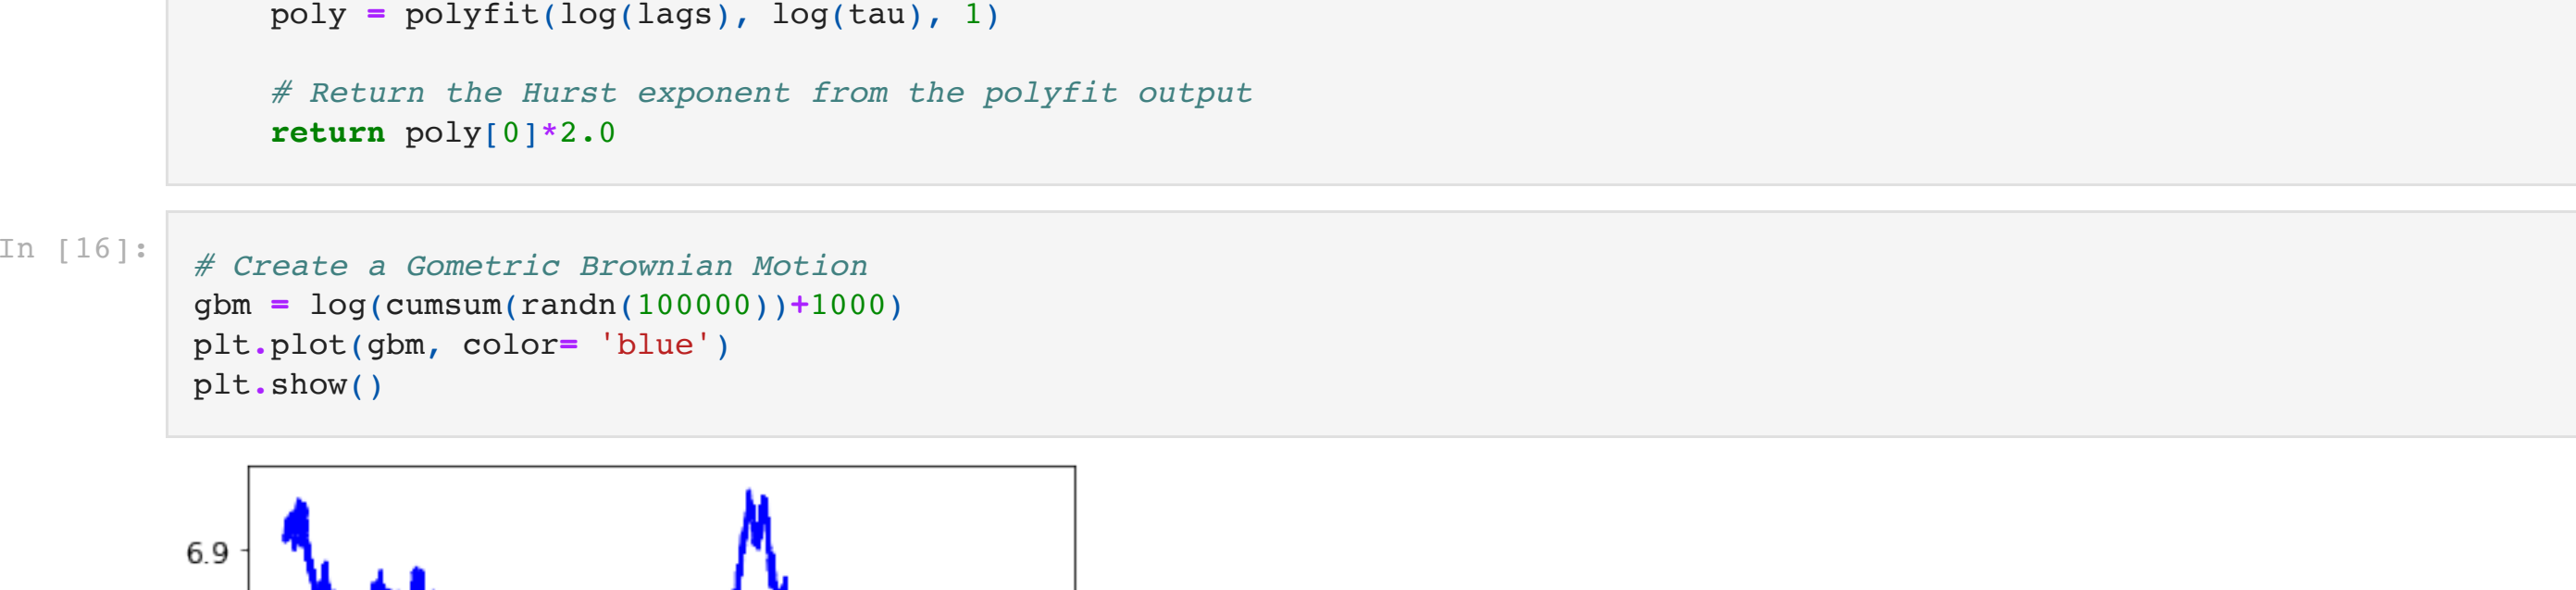 poly = polyfit(log(lags), log(tau), 1)
# Return the Hurst exponent from the polyfit output
return poly[0]*2.0
In [16]:
# Create a Gometric Brownian Motion
gbm = log(cumsum(randn(100000))+1000)
plt.plot(gbm, color= 'blue')
plt.show()
6.9